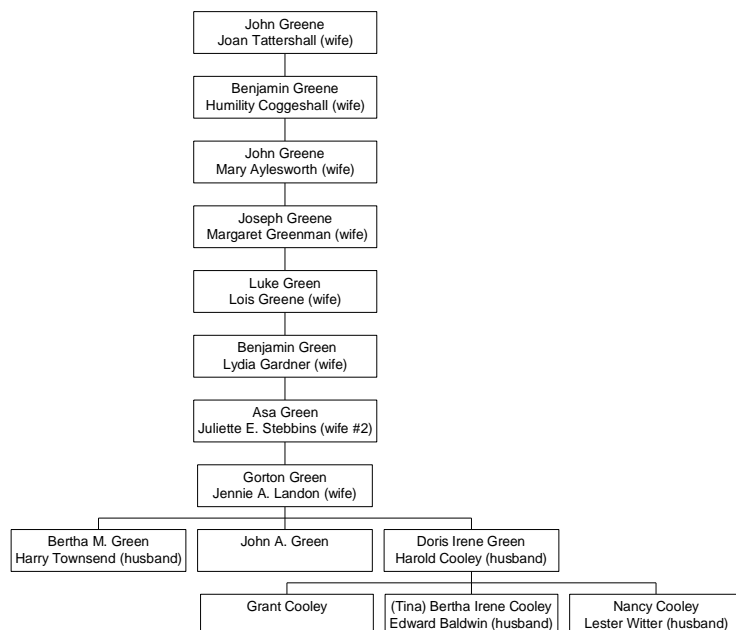 John Greene
Joan Tattershall (wife)
Benjamin Greene
Humility Coggeshall (wife)
John Greene
Mary Aylesworth (wife)
Joseph Greene
Margaret Greenman (wife)
Luke Green
Lois Greene (wife)
Benjamin Green
Lydia Gardner (wife)
Asa Green
Juliette E. Stebbins (wife #2)
Gorton Green
Jennie A. Landon (wife)
Bertha M. Green
Harry Townsend (husband)
John A. Green
Doris Irene Green
Harold Cooley (husband)
Grant Cooley
(Tina) Bertha Irene Cooley
Edward Baldwin (husband)
Nancy Cooley
Lester Witter (husband)